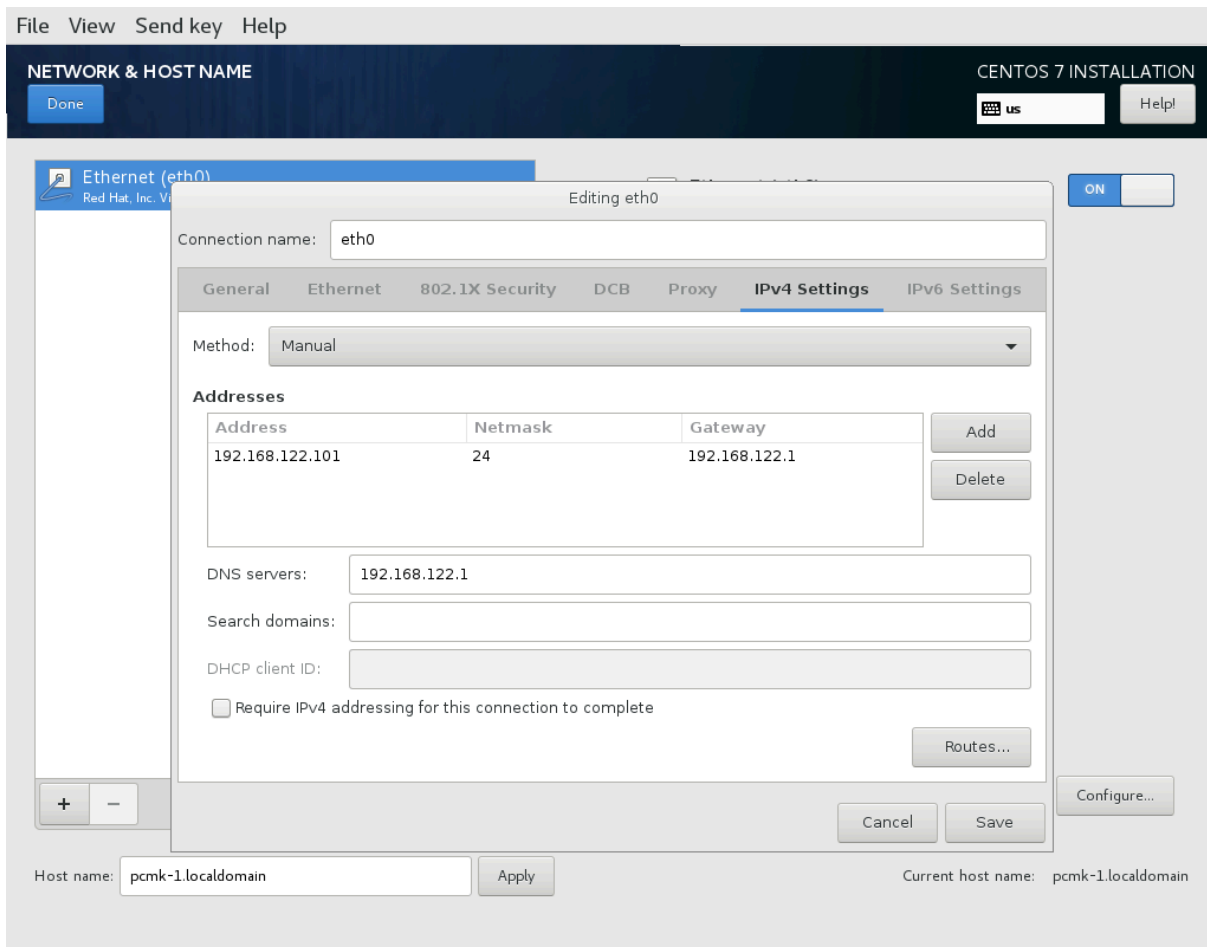 File View Send key Help
NETWORK & HOST NAME
CENTOS 7 INSTALLATION
Done
us
Help!
Ethernet (eth0)
Red Hat, Inc. Vi
ON
Editing eth0
Connection name: eth0
General Ethernet 802.1X Security DCB Proxy IPv4 Settings IPv6 Settings
Method: Manual
Addresses
Address Netmask Gateway
192.168.122.101 24 192.168.122.1
Add
Delete
DNS servers: 192.168.122.1
Search domains:
DHCP client ID:
Require IPv4 addressing for this connection to complete
Routes...
+ −
Configure...
Cancel Save
Host name: pcmk-1.localdomain Apply
Current host name: pcmk-1.localdomain